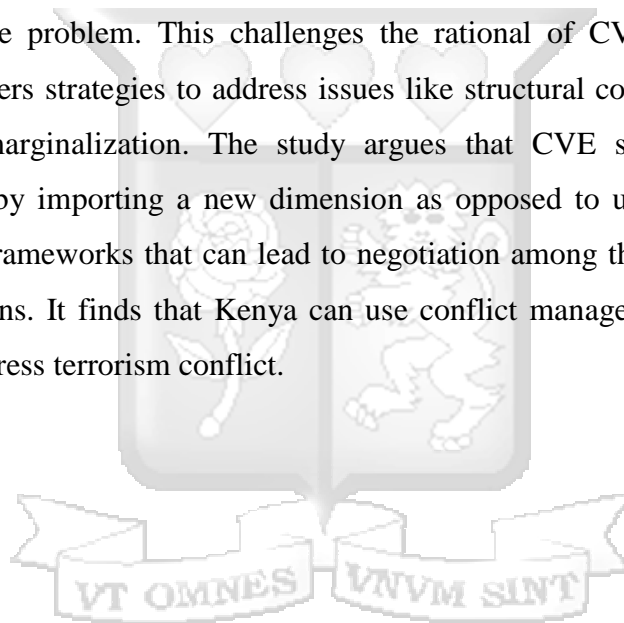 e problem. This challenges the rational of CV
ers strategies to address issues like structural co
narginalization. The study argues that CVE s
by importing a new dimension as opposed to u
rameworks that can lead to negotiation among th
ns. It finds that Kenya can use conflict manage
ress terrorism conflict.
VT OMNES VNVM SINT